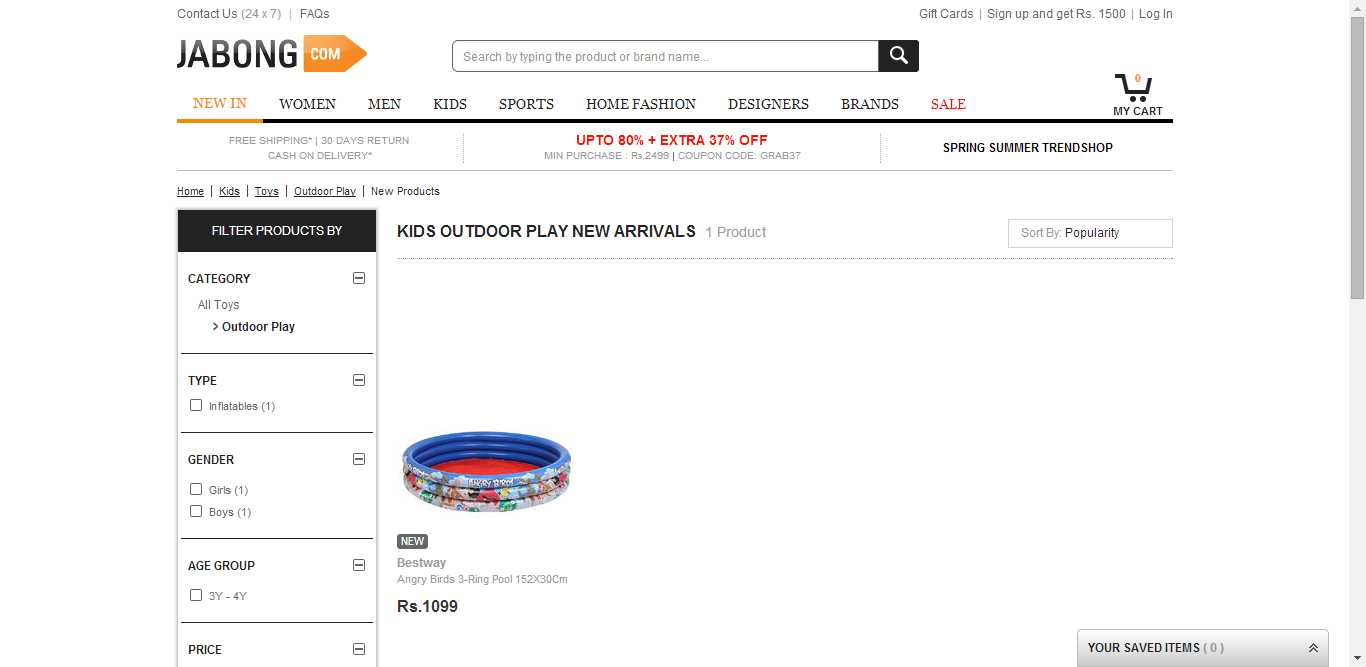 Contact Us (24 x 7) | FAQs
Gift Cards | Sign up and get Rs. 1500 | Log In
JABONG COM
Search by typing the product or brand name...
0
MY CART
NEW IN WOMEN MEN KIDS SPORTS HOME FASHION DESIGNERS BRANDS SALE
FREE SHIPPING* | 30 DAYS RETURN
CASH ON DELIVERY*
UPTO 80% + EXTRA 37% OFF
MIN PURCHASE : Rs.2499 | COUPON CODE: GRAB37
SPRING SUMMER TRENDSHOP
Home | Kids | Toys | Outdoor Play | New Products
FILTER PRODUCTS BY
CATEGORY
All Toys
> Outdoor Play
TYPE
Inflatables (1)
GENDER
Girls (1)
Boys (1)
AGE GROUP
3Y - 4Y
PRICE
KIDS OUTDOOR PLAY NEW ARRIVALS 1 Product
Sort By: Popularity
ANGRY BIRDS
NEW
Bestway
Angry Birds 3-Ring Pool 152X30Cm
Rs.1099
YOUR SAVED ITEMS ( 0 )